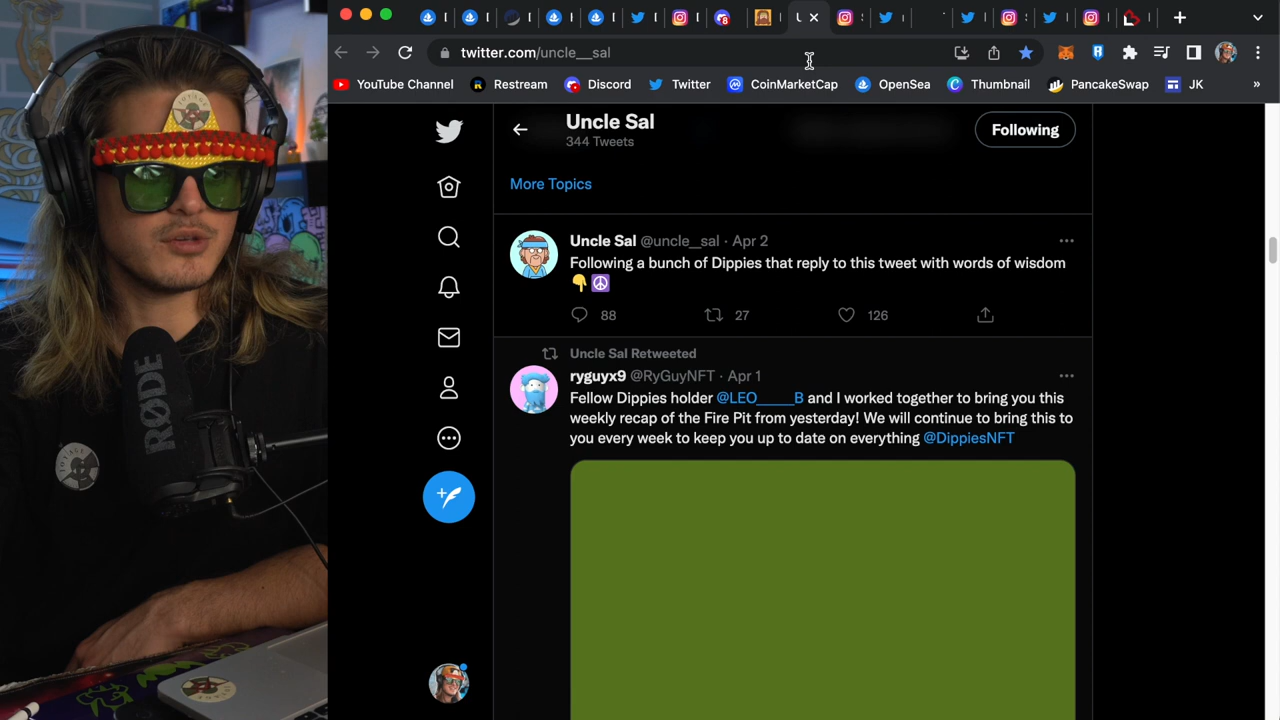 twitter.com/uncle__sal
YouTube Channel
Restream
Discord
Twitter
CoinMarketCap
OpenSea
Thumbnail
PancakeSwap
JK
»
Uncle Sal
344 Tweets
Following
More Topics
Uncle Sal @uncle__sal · Apr 2
Following a bunch of Dippies that reply to this tweet with words of wisdom
👇☮
88
27
126
Uncle Sal Retweeted
ryguyx9 @RyGuyNFT · Apr 1
Fellow Dippies holder @LEO_____B and I worked together to bring you this
weekly recap of the Fire Pit from yesterday! We will continue to bring this to
you every week to keep you up to date on everything @DippiesNFT
RØDE